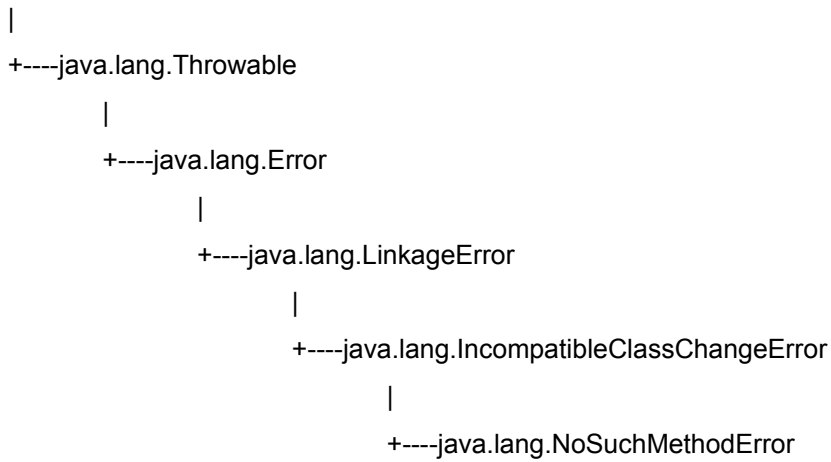 |
+----java.lang.Throwable
|
+----java.lang.Error
|
+----java.lang.LinkageError
|
+----java.lang.IncompatibleClassChangeError
|
+----java.lang.NoSuchMethodError